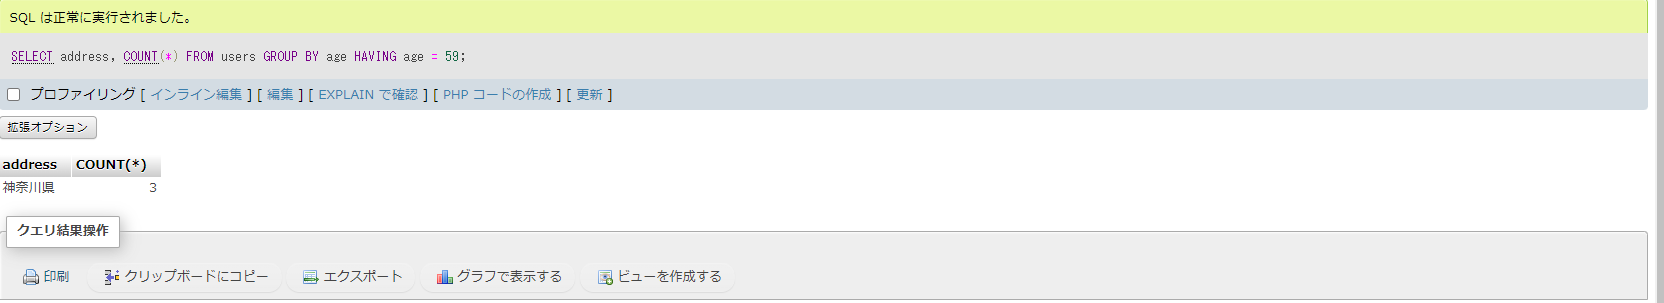 SQL は正常に実行されました。
SELECT address, COUNT(*) FROM users GROUP BY age HAVING age = 59;
プロファイリング [ インライン編集 ] [ 編集 ] [ EXPLAIN で確認 ] [ PHP コードの作成 ] [ 更新 ]
拡張オプション
address COUNT(*)
神奈川県 3
クエリ結果操作
印刷 クリップボードにコピー エクスポート グラフで表示する ビューを作成する